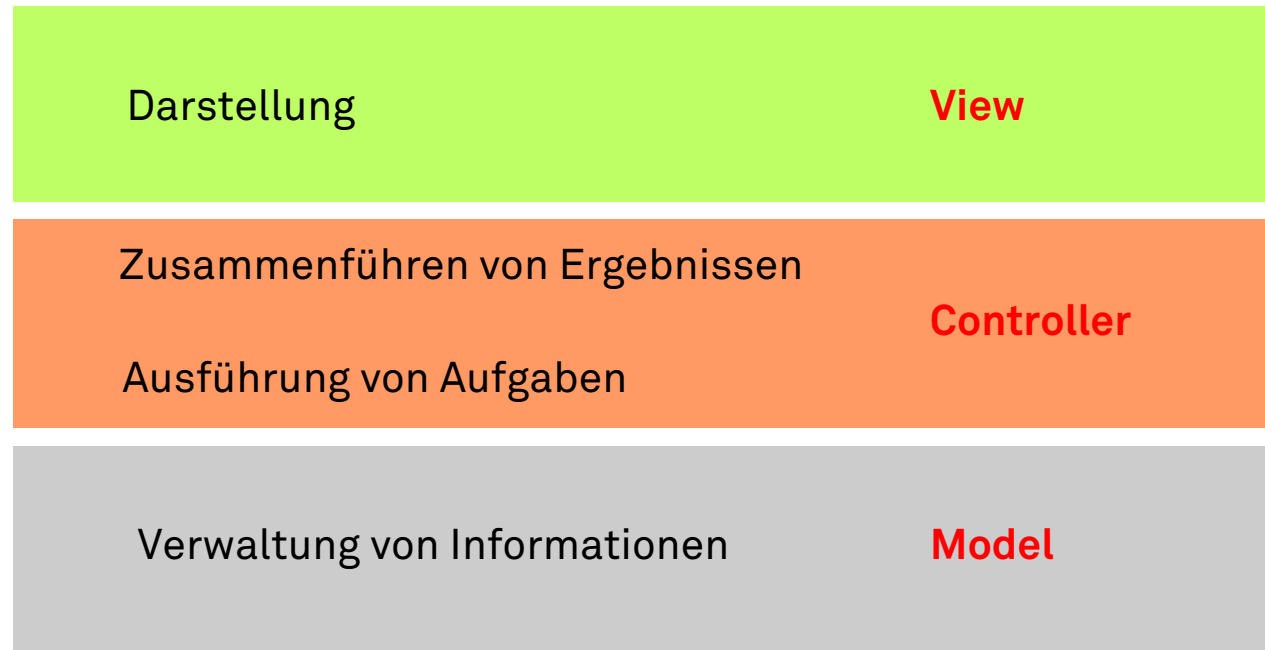 Darstellung View
Zusammenführen von Ergebnissen
Controller
Ausführung von Aufgaben
Verwaltung von Informationen Model